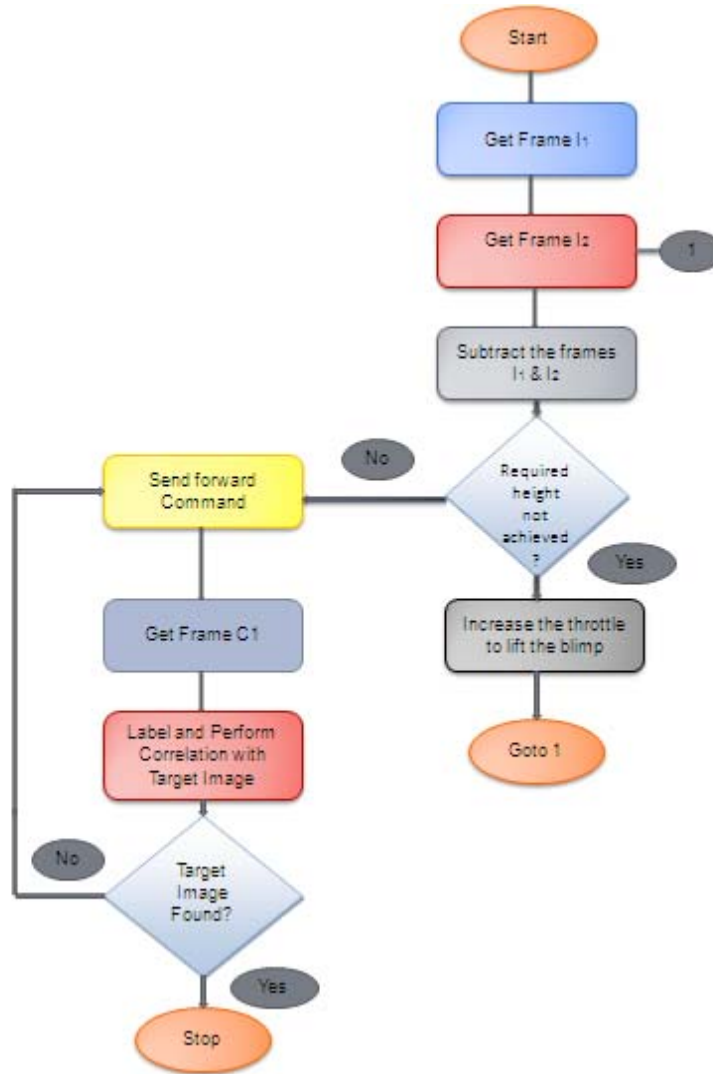 Start
Get Frame I₁
Get Frame I₂
1
Subtract the frames
I₁ & I₂
Required
height
not
achieved
?
No
Yes
Increase the throttle
to lift the blimp
Goto 1
Send forward
Command
Get Frame C1
Label and Perform
Correlation with
Target Image
Target
Image
Found?
No
Yes
Stop